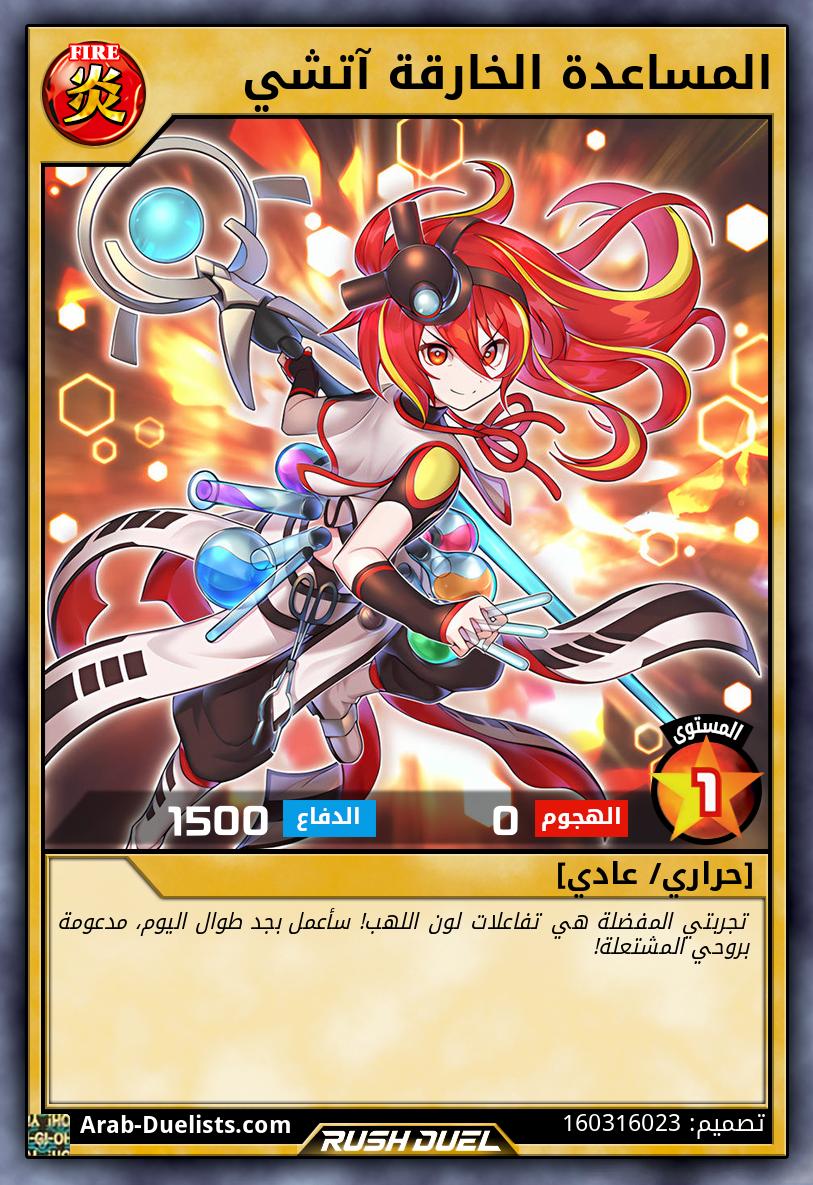 FIRE
炎
المساعدة الخارقة آتشي
المستوى
1
الهجوم 0 الدفاع 1500
[حراري/ عادي]
تجربتي المفضلة هي تفاعلات لون اللهب! سأعمل بجد طوال اليوم، مدعومة
بروحي المشتعلة!
تصميم: 160316023
RUSH DUEL
Arab-Duelists.com